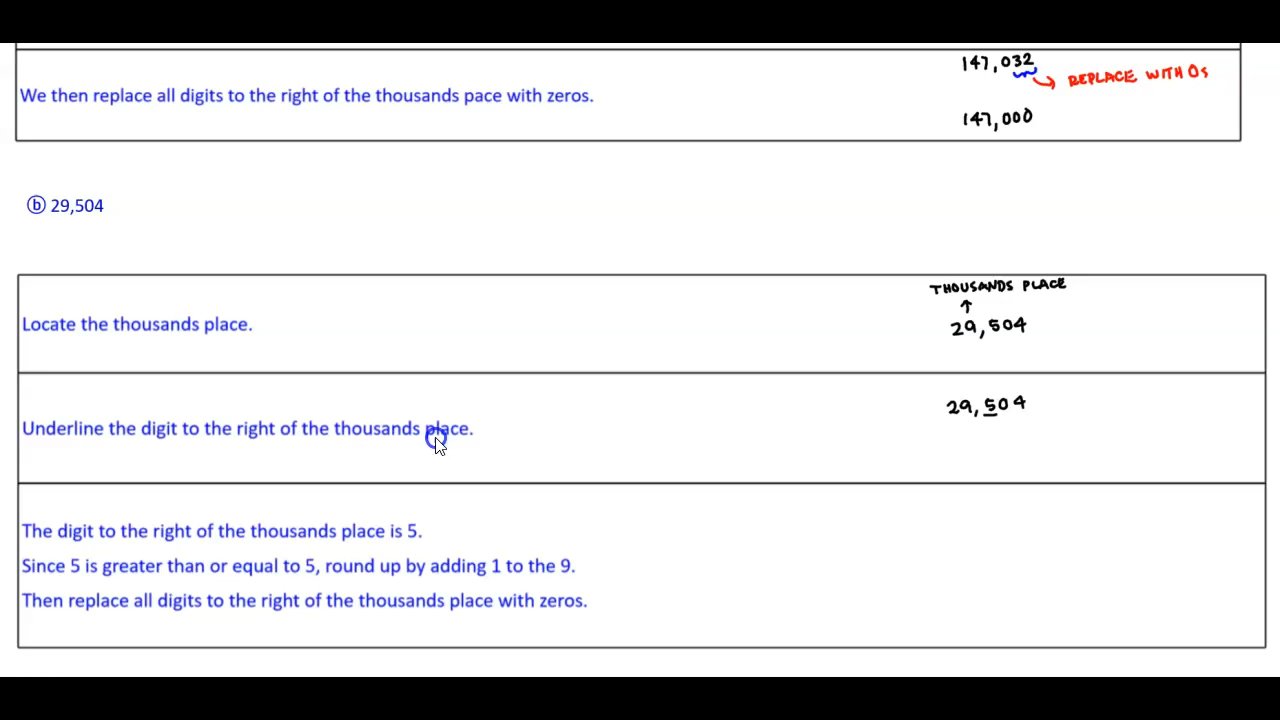 147,032
REPLACE WITH 0s
We then replace all digits to the right of the thousands pace with zeros.
147,000
ⓑ 29,504
THOUSANDS PLACE
Locate the thousands place.
29,504
29,504
Underline the digit to the right of the thousands place.
The digit to the right of the thousands place is 5.
Since 5 is greater than or equal to 5, round up by adding 1 to the 9.
Then replace all digits to the right of the thousands place with zeros.